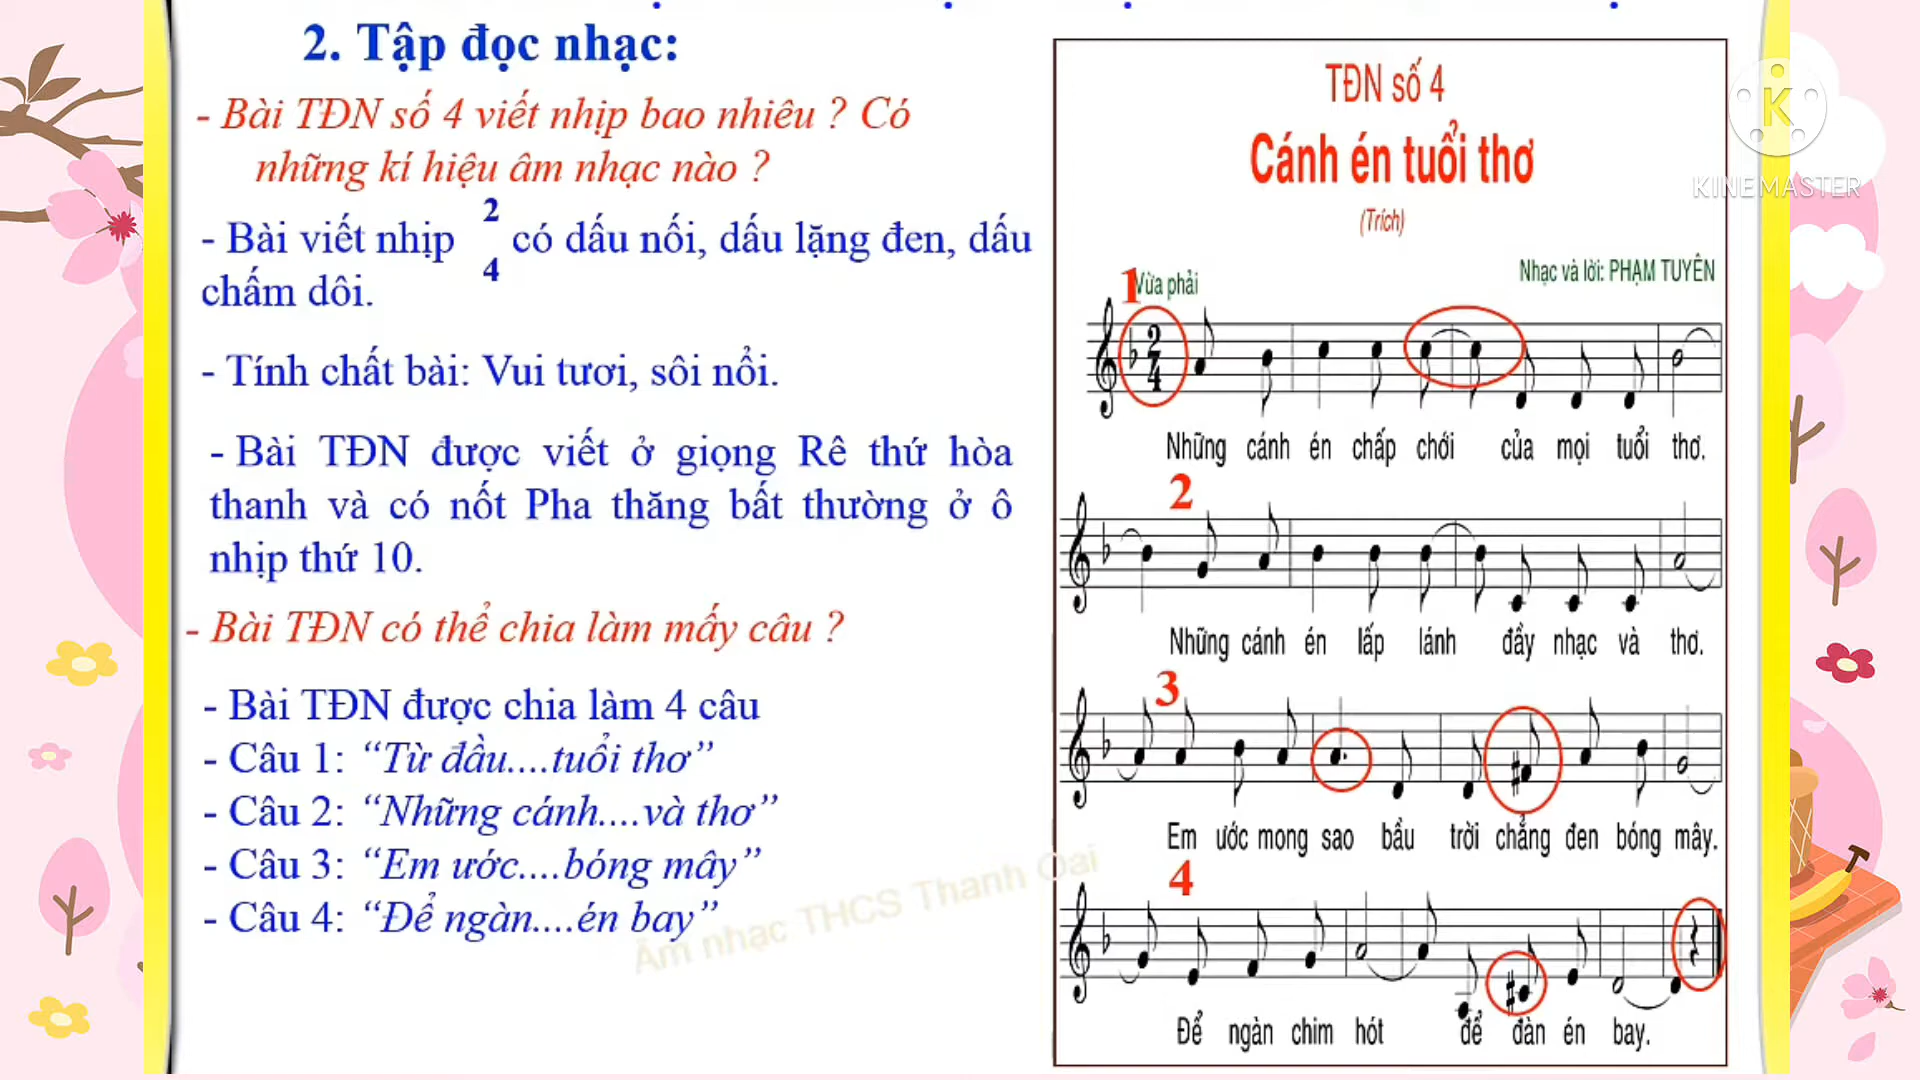 2. Tập đọc nhạc:
- Bài TĐN số 4 viết nhịp bao nhiêu ? Có
những kí hiệu âm nhạc nào ?
- Bài viết nhịp 2/4 có dấu nối, dấu lặng đen, dấu
chấm dôi.
- Tính chất bài: Vui tươi, sôi nổi.
- Bài TĐN được viết ở giọng Rê thứ hòa
thanh và có nốt Pha thăng bất thường ở ô
nhịp thứ 10.
- Bài TĐN có thể chia làm mấy câu ?
- Bài TĐN được chia làm 4 câu
- Câu 1: “Từ đầu....tuổi thơ”
- Câu 2: “Những cánh....và thơ”
- Câu 3: “Em ước....bóng mây”
- Câu 4: “Để ngàn....én bay”
Âm nhạc THCS Thanh Oai
TĐN số 4
Cánh én tuổi thơ
(Trích)
Nhạc và lời: PHẠM TUYÊN
1
Vừa phải
2
4
Những cánh én chấp chới của mọi tuổi thơ.
2
Những cánh én lấp lánh đầy nhạc và thơ.
3
Em ước mong sao bầu trời chẳng đen bóng mây.
4
Để ngàn chim hót để đàn én bay.
K
KINEMASTER